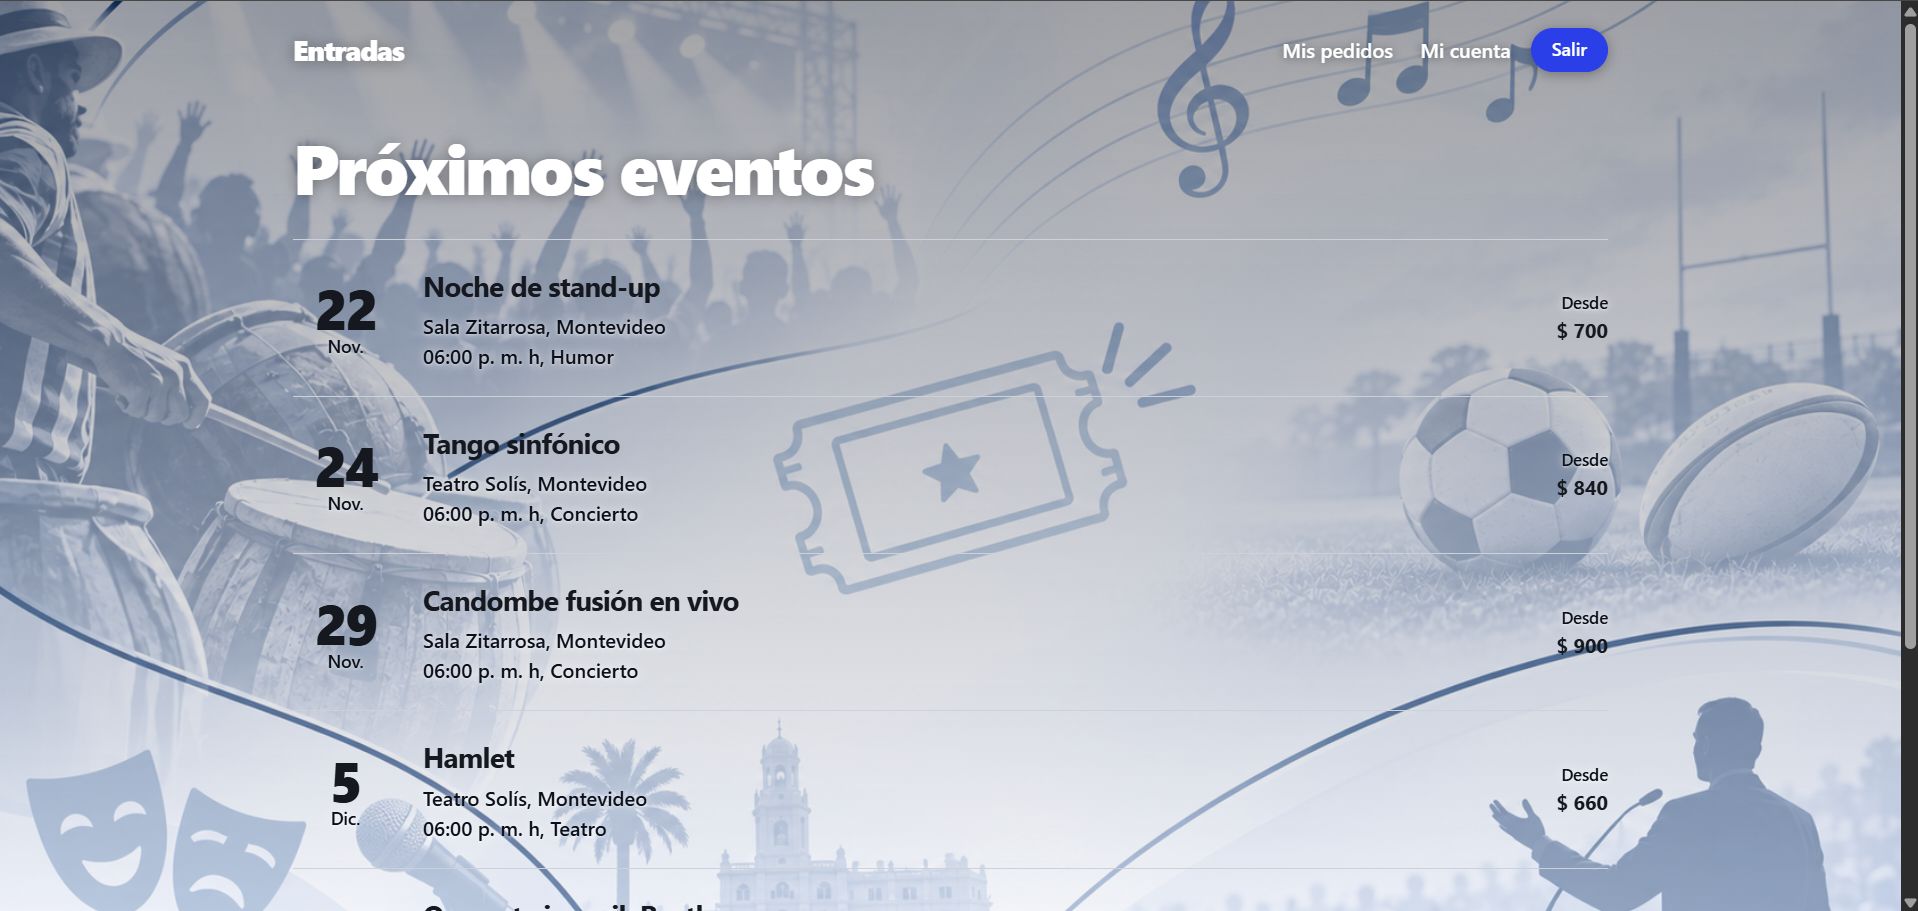 Entradas
Mis pedidos
Mi cuenta
Salir
Próximos eventos
22
Nov.
Noche de stand-up
Sala Zitarrosa, Montevideo
06:00 p. m. h, Humor
Desde
$ 700
24
Nov.
Tango sinfónico
Teatro Solís, Montevideo
06:00 p. m. h, Concierto
Desde
$ 840
29
Nov.
Candombe fusión en vivo
Sala Zitarrosa, Montevideo
06:00 p. m. h, Concierto
Desde
$ 900
5
Dic.
Hamlet
Teatro Solís, Montevideo
06:00 p. m. h, Teatro
Desde
$ 660